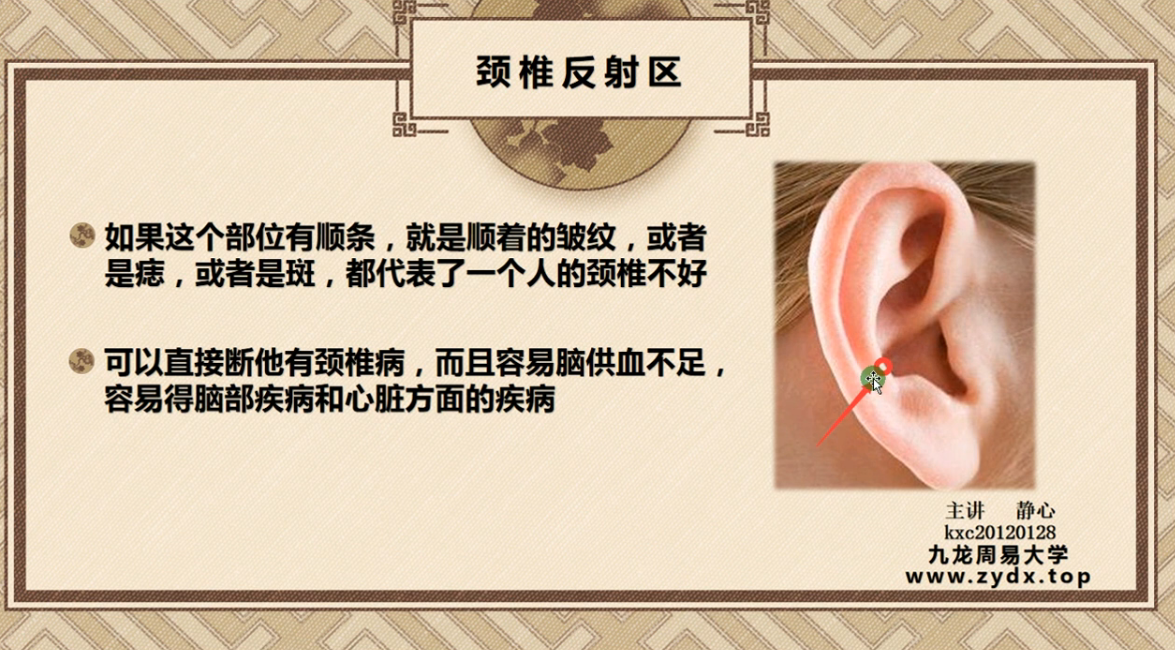 颈椎反射区
如果这个部位有顺条，就是顺着的皱纹，或者
是痣，或者是斑，都代表了一个人的颈椎不好
可以直接断他有颈椎病，而且容易脑供血不足，
容易得脑部疾病和心脏方面的疾病
主讲 静心
kxc20120128
九龙周易大学
www.zydx.top